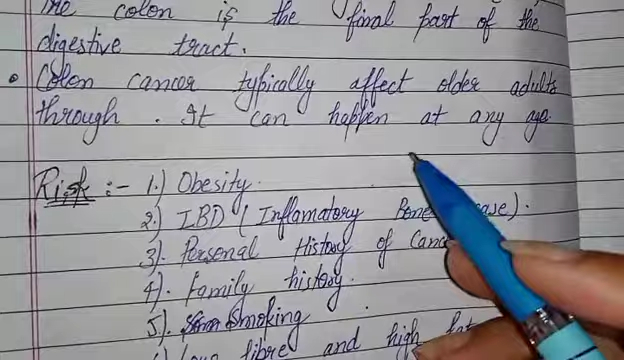 The colon is the final part of the
digestive tract.
• Colon cancer typically affect older adults
through. It can happen at any age
Risk :- 1.) Obesity.
2) IBD (Inflamatory
3). Personal History of
4). Family history.
5). Smoking
Low fibre and high